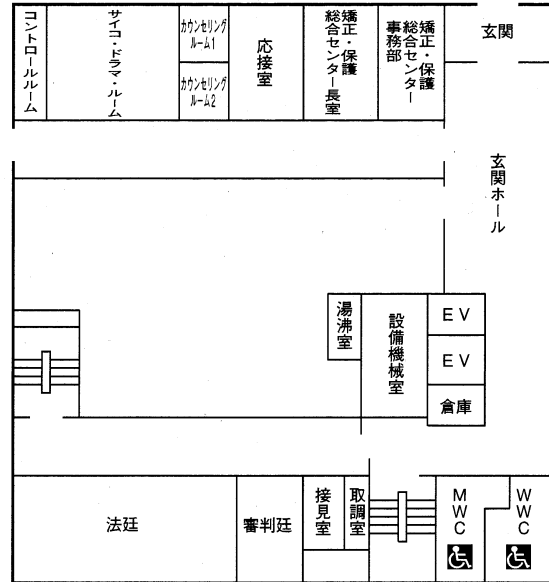 コントロールルーム
サイコ・ドラマ・ルーム
カウンセリング
ルーム1
カウンセリング
ルーム2
応接室
矯正・保護
総合センター長室
矯正・保護
総合センター
事務部
玄関
玄関ホール
湯沸室
設備機械室
EV
EV
倉庫
法廷
審判廷
接見室
取調室
MWC
WWC